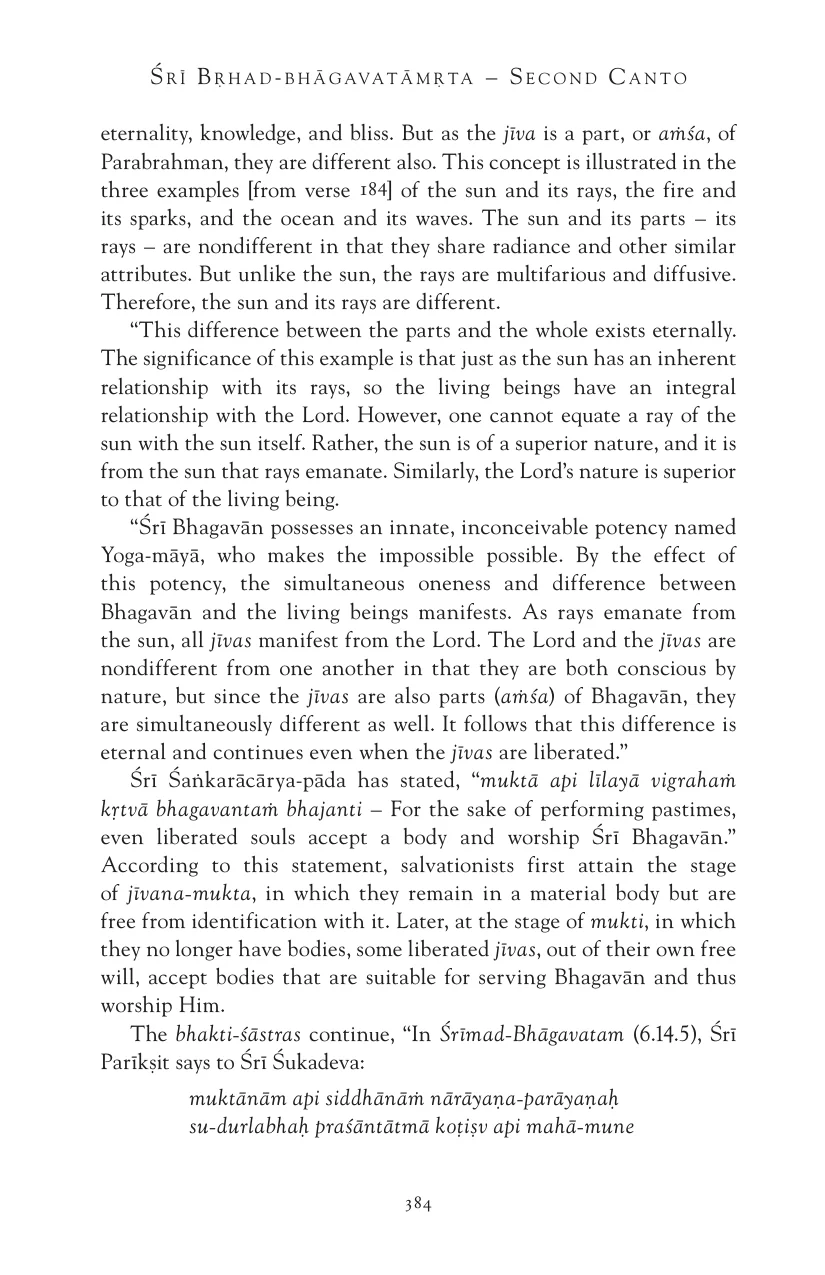 Śrī Bṛhad-bhāgavatāmṛta – Second Canto
eternality, knowledge, and bliss. But as the jīva is a part, or aṁśa, of
Parabrahman, they are different also. This concept is illustrated in the
three examples [from verse 184] of the sun and its rays, the fire and
its sparks, and the ocean and its waves. The sun and its parts – its
rays – are nondifferent in that they share radiance and other similar
attributes. But unlike the sun, the rays are multifarious and diffusive.
Therefore, the sun and its rays are different.
“This difference between the parts and the whole exists eternally.
The significance of this example is that just as the sun has an inherent
relationship with its rays, so the living beings have an integral
relationship with the Lord. However, one cannot equate a ray of the
sun with the sun itself. Rather, the sun is of a superior nature, and it is
from the sun that rays emanate. Similarly, the Lord’s nature is superior
to that of the living being.
“Śrī Bhagavān possesses an innate, inconceivable potency named
Yoga-māyā, who makes the impossible possible. By the effect of
this potency, the simultaneous oneness and difference between
Bhagavān and the living beings manifests. As rays emanate from
the sun, all jīvas manifest from the Lord. The Lord and the jīvas are
nondifferent from one another in that they are both conscious by
nature, but since the jīvas are also parts (aṁśa) of Bhagavān, they
are simultaneously different as well. It follows that this difference is
eternal and continues even when the jīvas are liberated.”
Śrī Śaṅkarācārya-pāda has stated, “muktā api līlayā vigrahaṁ
kṛtvā bhagavantaṁ bhajanti – For the sake of performing pastimes,
even liberated souls accept a body and worship Śrī Bhagavān.”
According to this statement, salvationists first attain the stage
of jīvana-mukta, in which they remain in a material body but are
free from identification with it. Later, at the stage of mukti, in which
they no longer have bodies, some liberated jīvas, out of their own free
will, accept bodies that are suitable for serving Bhagavān and thus
worship Him.
The bhakti-śāstras continue, “In Śrīmad-Bhāgavatam (6.14.5), Śrī
Parīkṣit says to Śrī Śukadeva:
muktānām api siddhānāṁ nārāyaṇa-parāyaṇaḥ
su-durlabhaḥ praśāntātmā koṭiṣv api mahā-mune
384